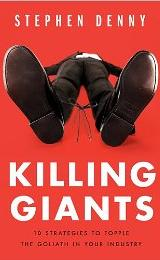 STEPHEN DENNY
KILLING
GIANTS
10 STRATEGIES TO TOPPLE
THE GOLIATH IN YOUR INDUSTRY